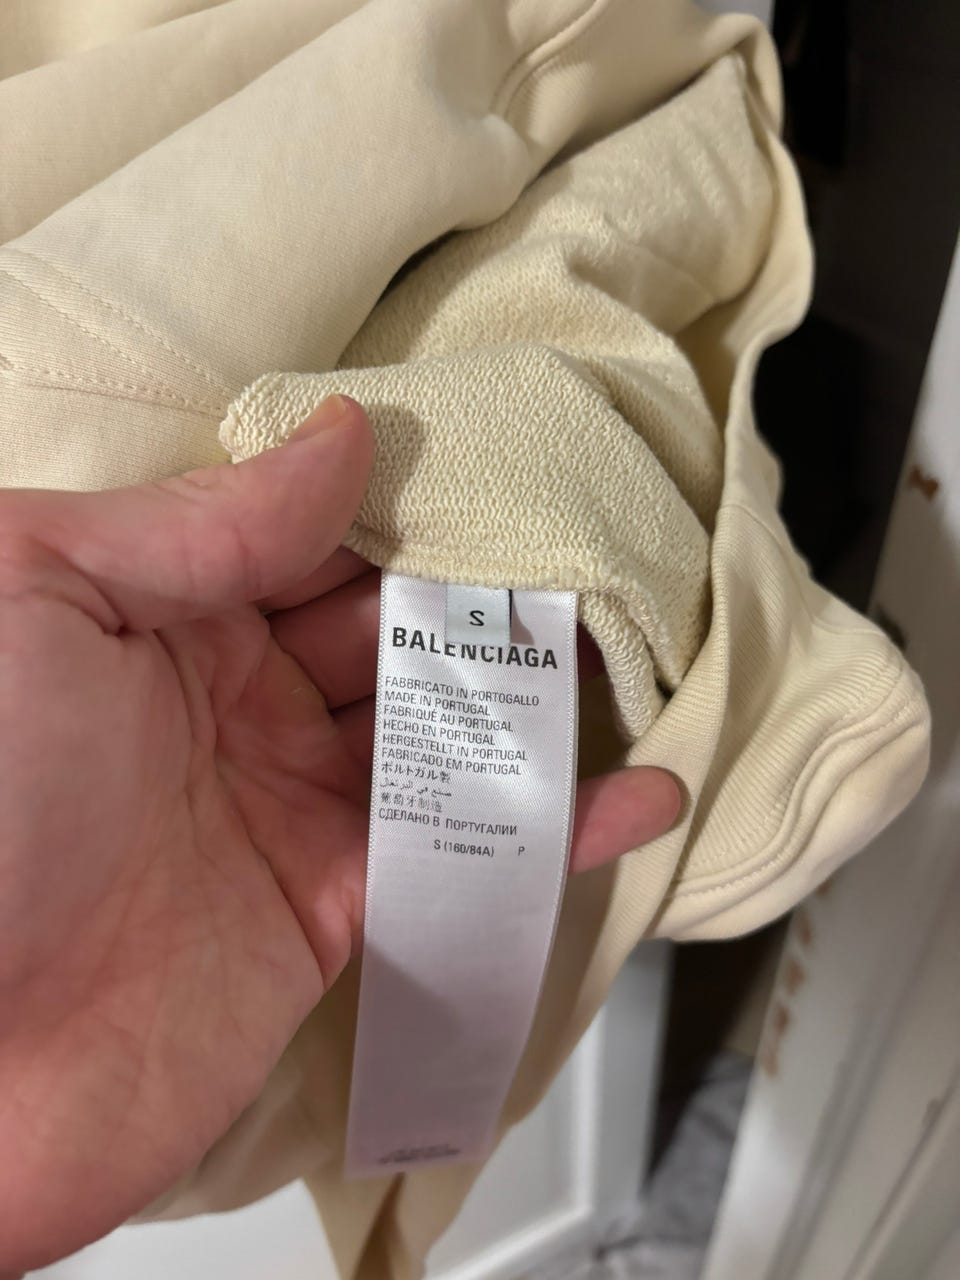 S
BALENCIAGA
FABBRICATO IN PORTOGALLO
MADE IN PORTUGAL
FABRIQUÉ AU PORTUGAL
HECHO EN PORTUGAL
HERGESTELLT IN PORTUGAL
FABRICADO EM PORTUGAL
ポルトガル製
صنع في البرتغال
葡萄牙制造
СДЕЛАНО В ПОРТУГАЛИИ
S (160/84A) P